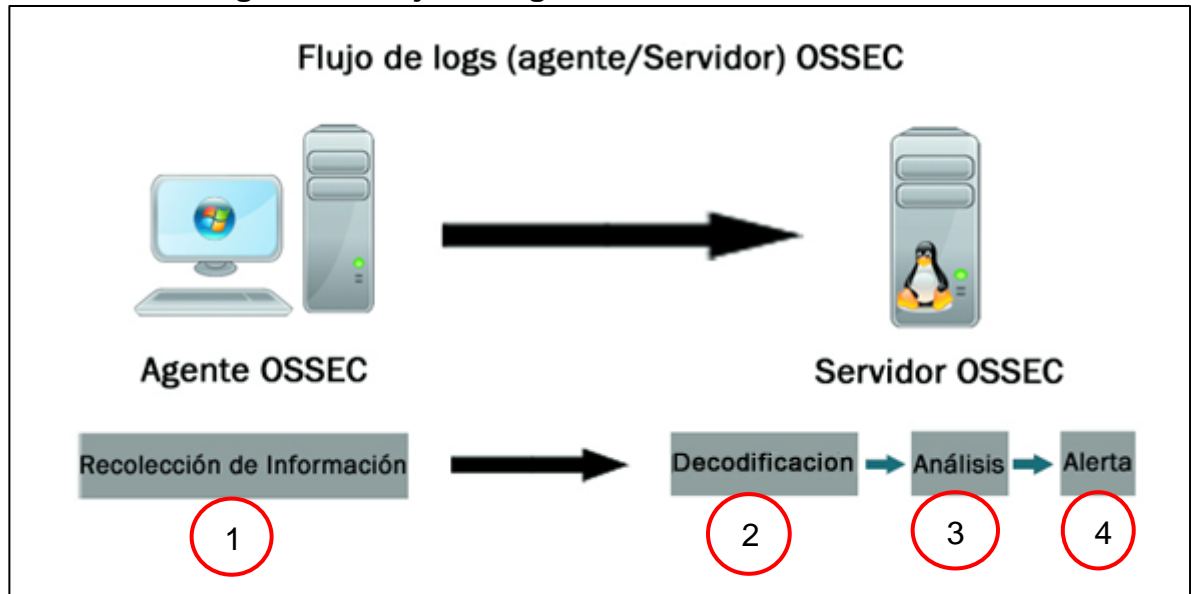 Flujo de logs (agente/Servidor) OSSEC
Agente OSSEC
Servidor OSSEC
Recolección de Información
Decodificacion
Análisis
Alerta
1
2
3
4